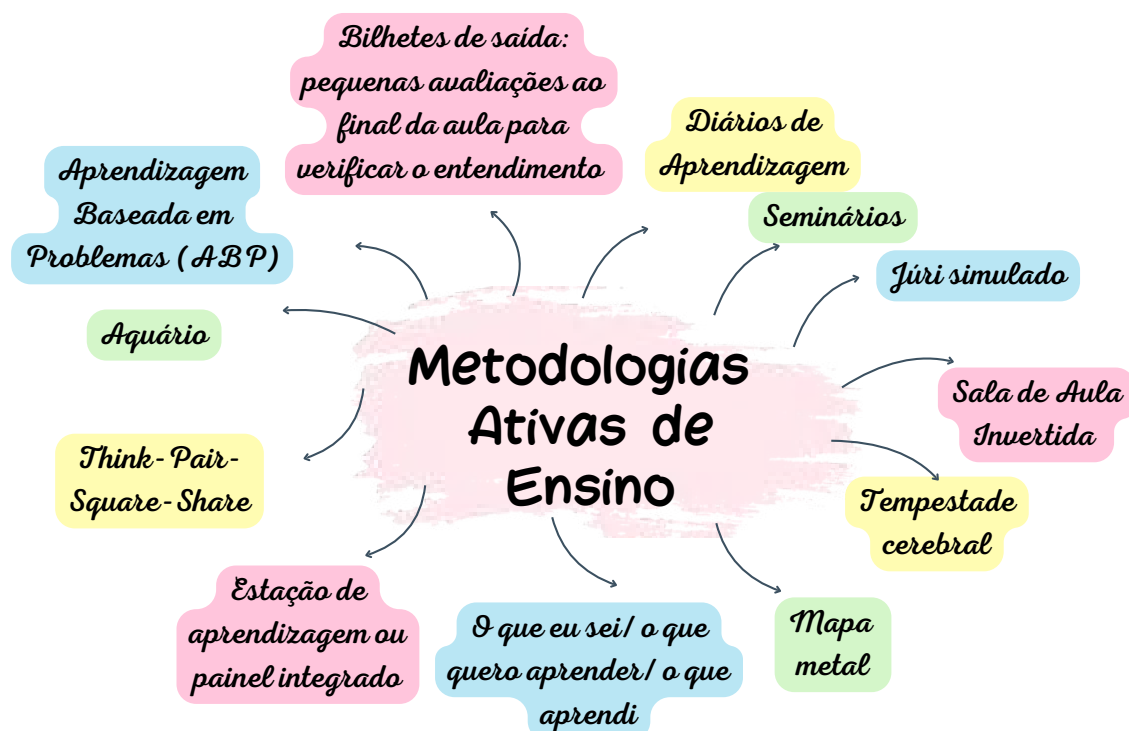 Bilhetes de saída:
pequenas avaliações ao
final da aula para
verificar o entendimento
Diários de
Aprendizagem
Seminários
Júri simulado
Sala de Aula
Invertida
Tempestade
cerebral
Mapa
metal
O que eu sei/ o que
quero aprender/ o que
aprendi
Estação de
aprendizagem ou
painel integrado
Think-Pair-
Square-Share
Aquário
Aprendizagem
Baseada em
Problemas (ABP)
Metodologias
Ativas de
Ensino